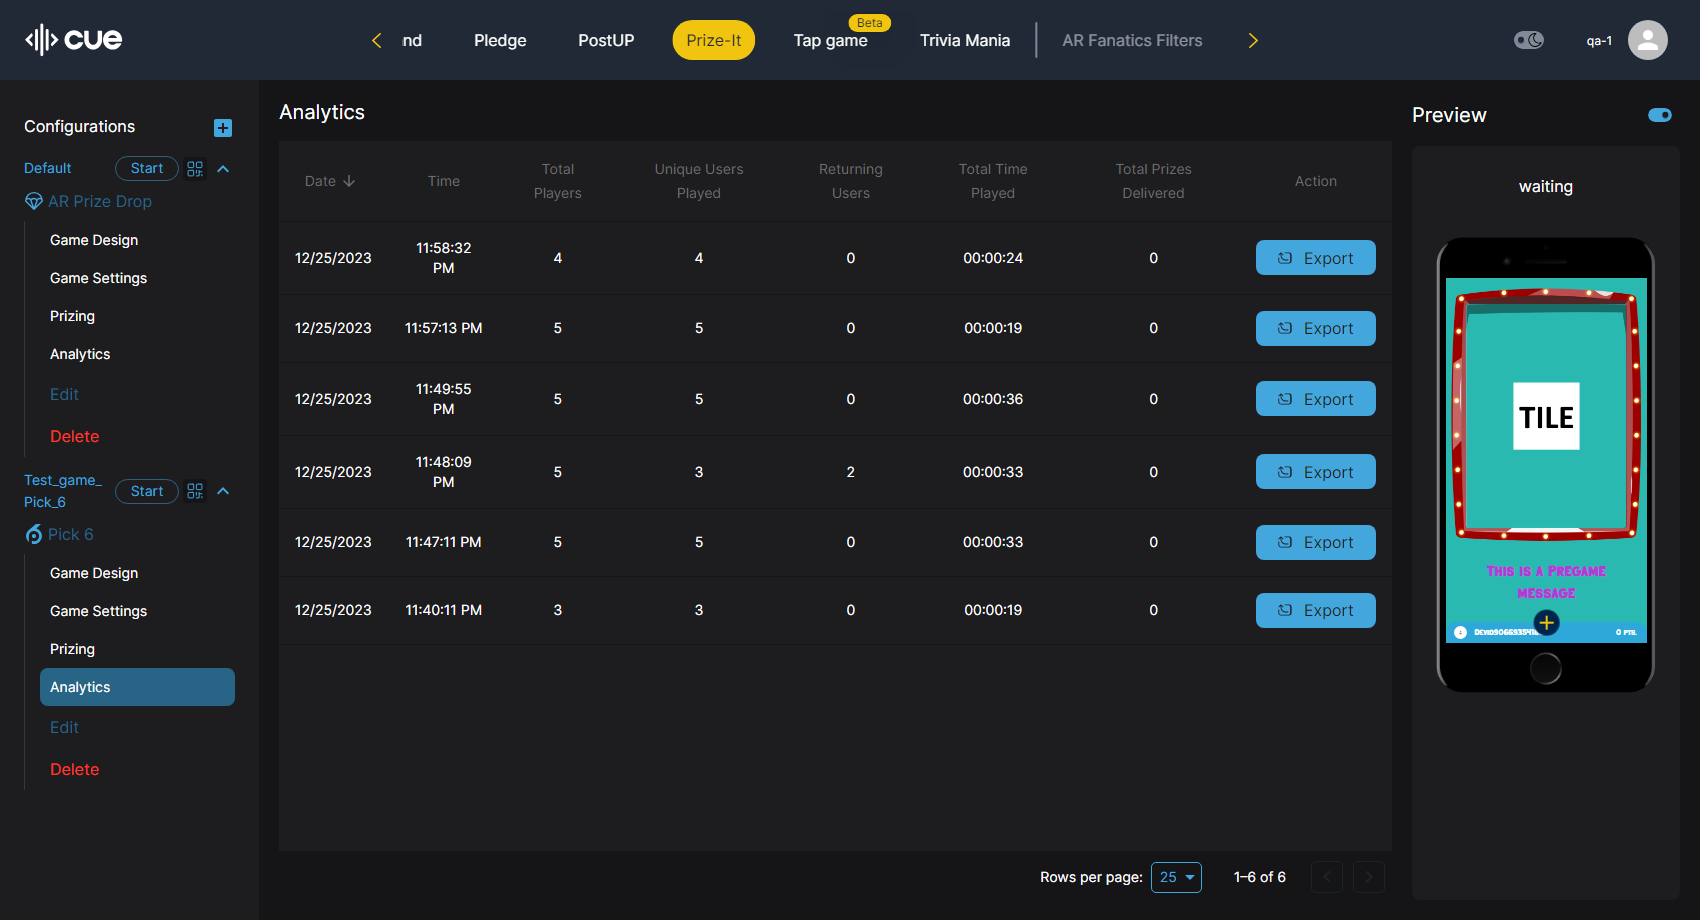 cue
nd
Pledge
PostUP
Prize-It
Beta
Tap game
Trivia Mania
AR Fanatics Filters
qa-1
Configurations
Default
Start
AR Prize Drop
Game Design
Game Settings
Prizing
Analytics
Edit
Delete
Test_game_
Pick_6
Start
Pick 6
Game Design
Game Settings
Prizing
Analytics
Edit
Delete
Analytics
Date
Time
Total
Players
Unique Users
Played
Returning
Users
Total Time
Played
Total Prizes
Delivered
Action
12/25/2023
11:58:32
PM
4
4
0
00:00:24
0
Export
12/25/2023
11:57:13 PM
5
5
0
00:00:19
0
Export
12/25/2023
11:49:55
PM
5
5
0
00:00:36
0
Export
12/25/2023
11:48:09
PM
5
3
2
00:00:33
0
Export
12/25/2023
11:47:11 PM
5
5
0
00:00:33
0
Export
12/25/2023
11:40:11 PM
3
3
0
00:00:19
0
Export
Rows per page:
25
1–6 of 6
Preview
waiting
TILE
THIS IS A PREGAME
MESSAGE
0 PTS.